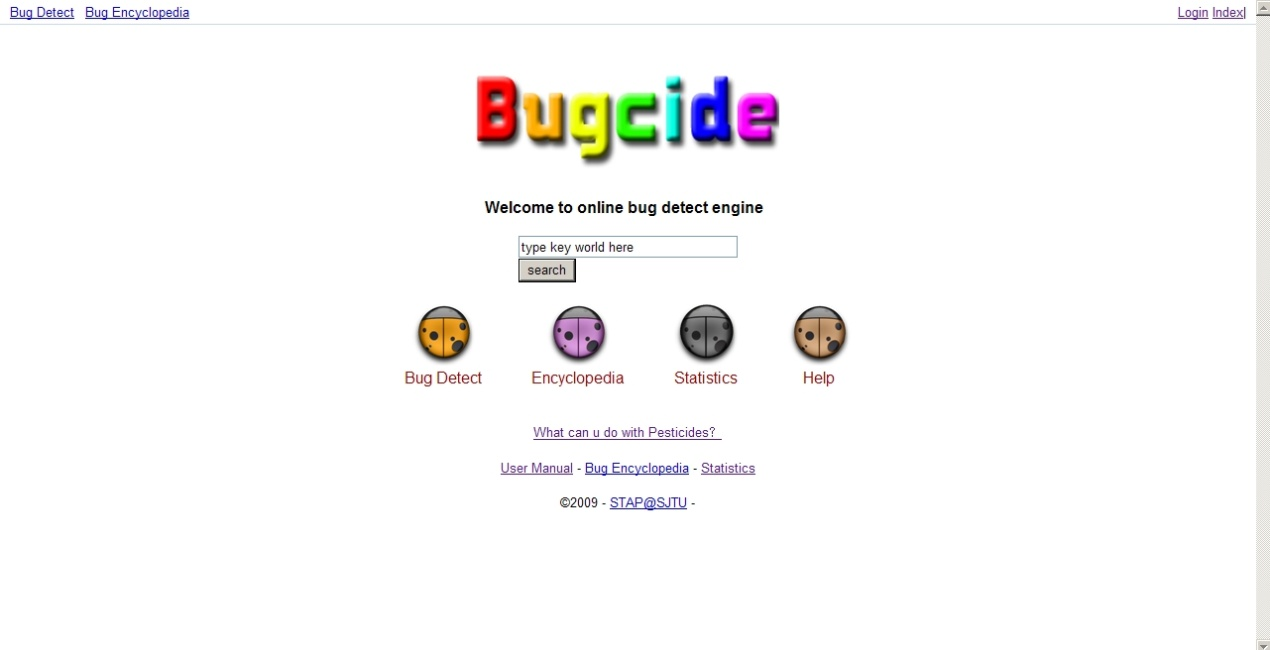 Bug Detect Bug Encyclopedia Login Index|
Bugcide
Welcome to online bug detect engine
type key world here
search
Bug Detect Encyclopedia Statistics Help
What can u do with Pesticides?
User Manual - Bug Encyclopedia - Statistics
©2009 - STAP@SJTU -